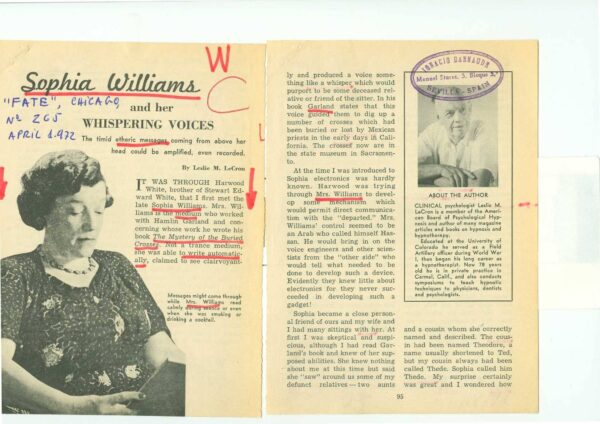 Sophia Williams
and her
WHISPERING VOICES
"FATE", CHICAGO,
Nº 265
APRIL 1.972
W
The timid etheric messages coming from above her
head could be amplified, even recorded.
By Leslie M. LeCron
IT WAS THROUGH Harwood
White, brother of Stewart Ed-
ward White, that I first met the
late Sophia Williams. Mrs. Wil-
liams is the medium who worked
with Hamlin Garland and con-
cerning whose work he wrote his
book The Mystery of the Buried
Crosses. Not a trance medium,
she was able to write automatic-
ally, claimed to see clairvoyant-
Messages might come through
while Mrs. Williams read
or even
when she was smoking or
drinking a cocktail.
ly and produced a voice some-
thing like a whisper which would
purport to be some deceased rel-
ative or friend of the sitter. In his
book Garland states that this
voice guided them to dig up a
number of crosses which had
been buried or lost by Mexican
priests in the early days in Cali-
fornia. The crosses now are in
the state museum in Sacramen-
to.
At the time I was introduced to
Sophia electronics was hardly
known. Harwood was trying
through Mrs. Williams to devel-
op some mechanism which
would permit direct communica-
tion with the "departed." Mrs.
Williams' control seemed to be
an Arab who called himself Has-
san. He would bring in on the
voice engineers and other scien-
tists from the "other side" who
would tell what needed to be
done to develop such a device.
Evidently they knew little about
electronics for they never suc-
ceeded in developing such a
gadget!
Sophia became a close person-
al friend of ours and my wife and
I had many sittings with her. At
first I was skeptical and suspi-
cious, although I had read Gar-
land's book and knew of her sup-
posed abilities. She knew nothing
about me at this time but said
she "saw" around us some of my
defunct relatives — two aunts
IGNACIO DARNAUDE
SEVILLA - SPAIN
ABOUT THE AUTHOR
CLINICAL psychologist Leslie M.
LeCron is a member of the Amer-
ican Board of Psychological Hyp-
nosis and author of many magazine
articles and books on hypnosis and
hypnotherapy.
Educated at the University of
Colorado he served as a Field
Artillery officer during World War
I, thus began his long career as
a hypnotherapist. Now 78 years
old he is in private practice in
Carmel, Calif., and also conducts
symposiums to teach hypnotic
techniques to physicians, dentists
and psychologists.
and a cousin whom she correctly
named and described. The cous-
in had been named Theodore, a
name usually shortened to Ted,
but my cousin always had been
called Thede. Sophia called him
Thede. My surprise certainly
was great and I wondered how
95